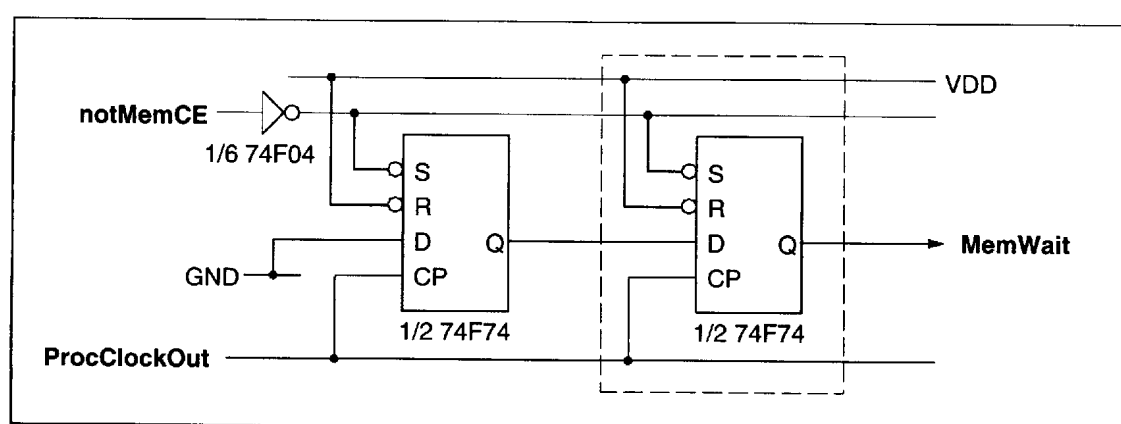 VDD
notMemCE
1/6 74F04
S
S
R
R
D
Q
D
Q
MemWait
GND
CP
CP
1/2 74F74
1/2 74F74
ProcClockOut